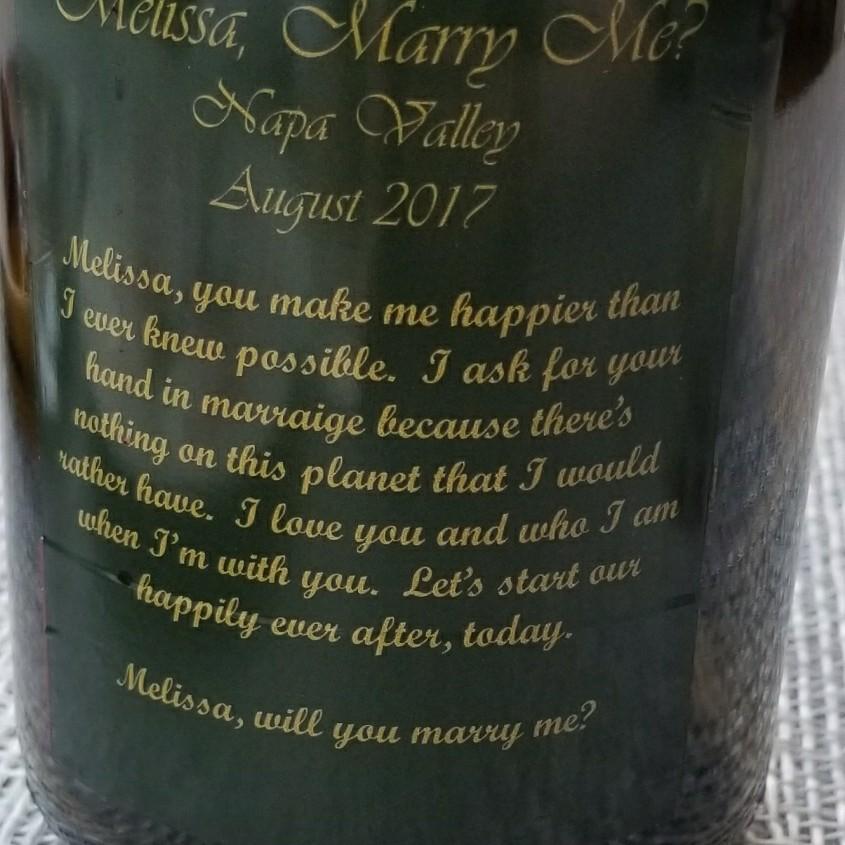 Melissa, Marry Me?
Napa Valley
August 2017
Melissa, you make me happier than
I ever knew possible. I ask for your
hand in marraige because there's
nothing on this planet that I would
rather have. I love you and who I am
when I'm with you. Let's start our
happily ever after, today.
Melissa, will you marry me?